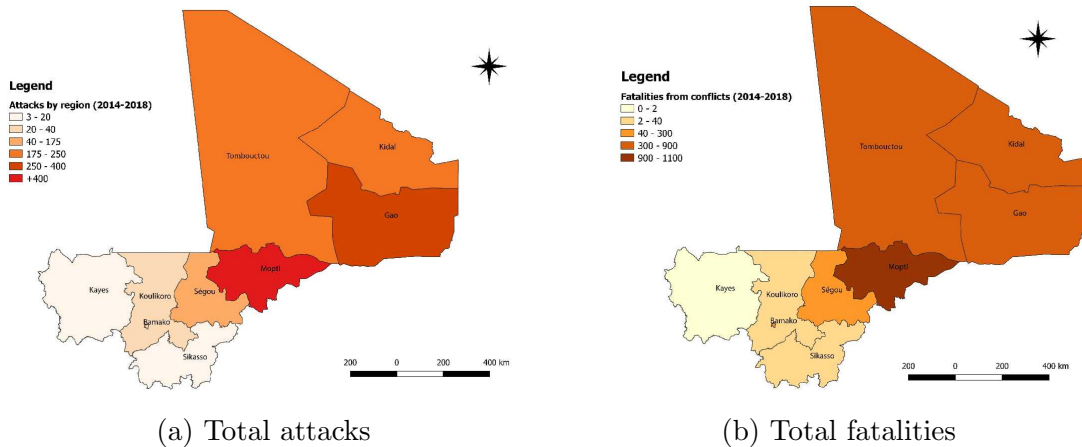 Legend
Attacks by region (2014-2018)
3 - 20
20 - 40
40 - 175
175 - 250
250 - 400
+400
Tombouctou
Kidal
Gao
Mopti
Kayes
Koulikoro
Ségou
Bamako
Sikasso
200 0 200 400 km
(a) Total attacks
Legend
Fatalities from conflicts (2014-2018)
0 - 2
2 - 40
40 - 300
300 - 900
900 - 1100
Tombouctou
Kidal
Gao
Mopti
Kayes
Koulikoro
Ségou
Bamako
Sikasso
200 0 200 400 km
(b) Total fatalities